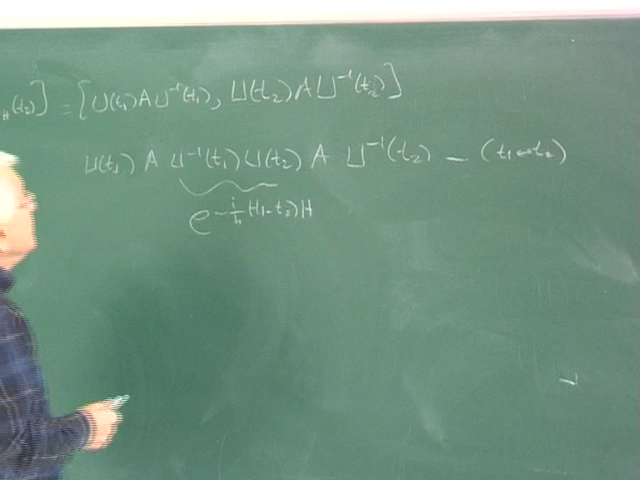 H(t₂)] = [U(t₁)AU⁻¹(t₁), U(t₂)AU⁻¹(t₂)]
U(t₁) A U⁻¹(t₁)U(t₂) A U⁻¹(t₂) – (t₁↔t₂)
e^{-i/ħ(t₁-t₂)H}